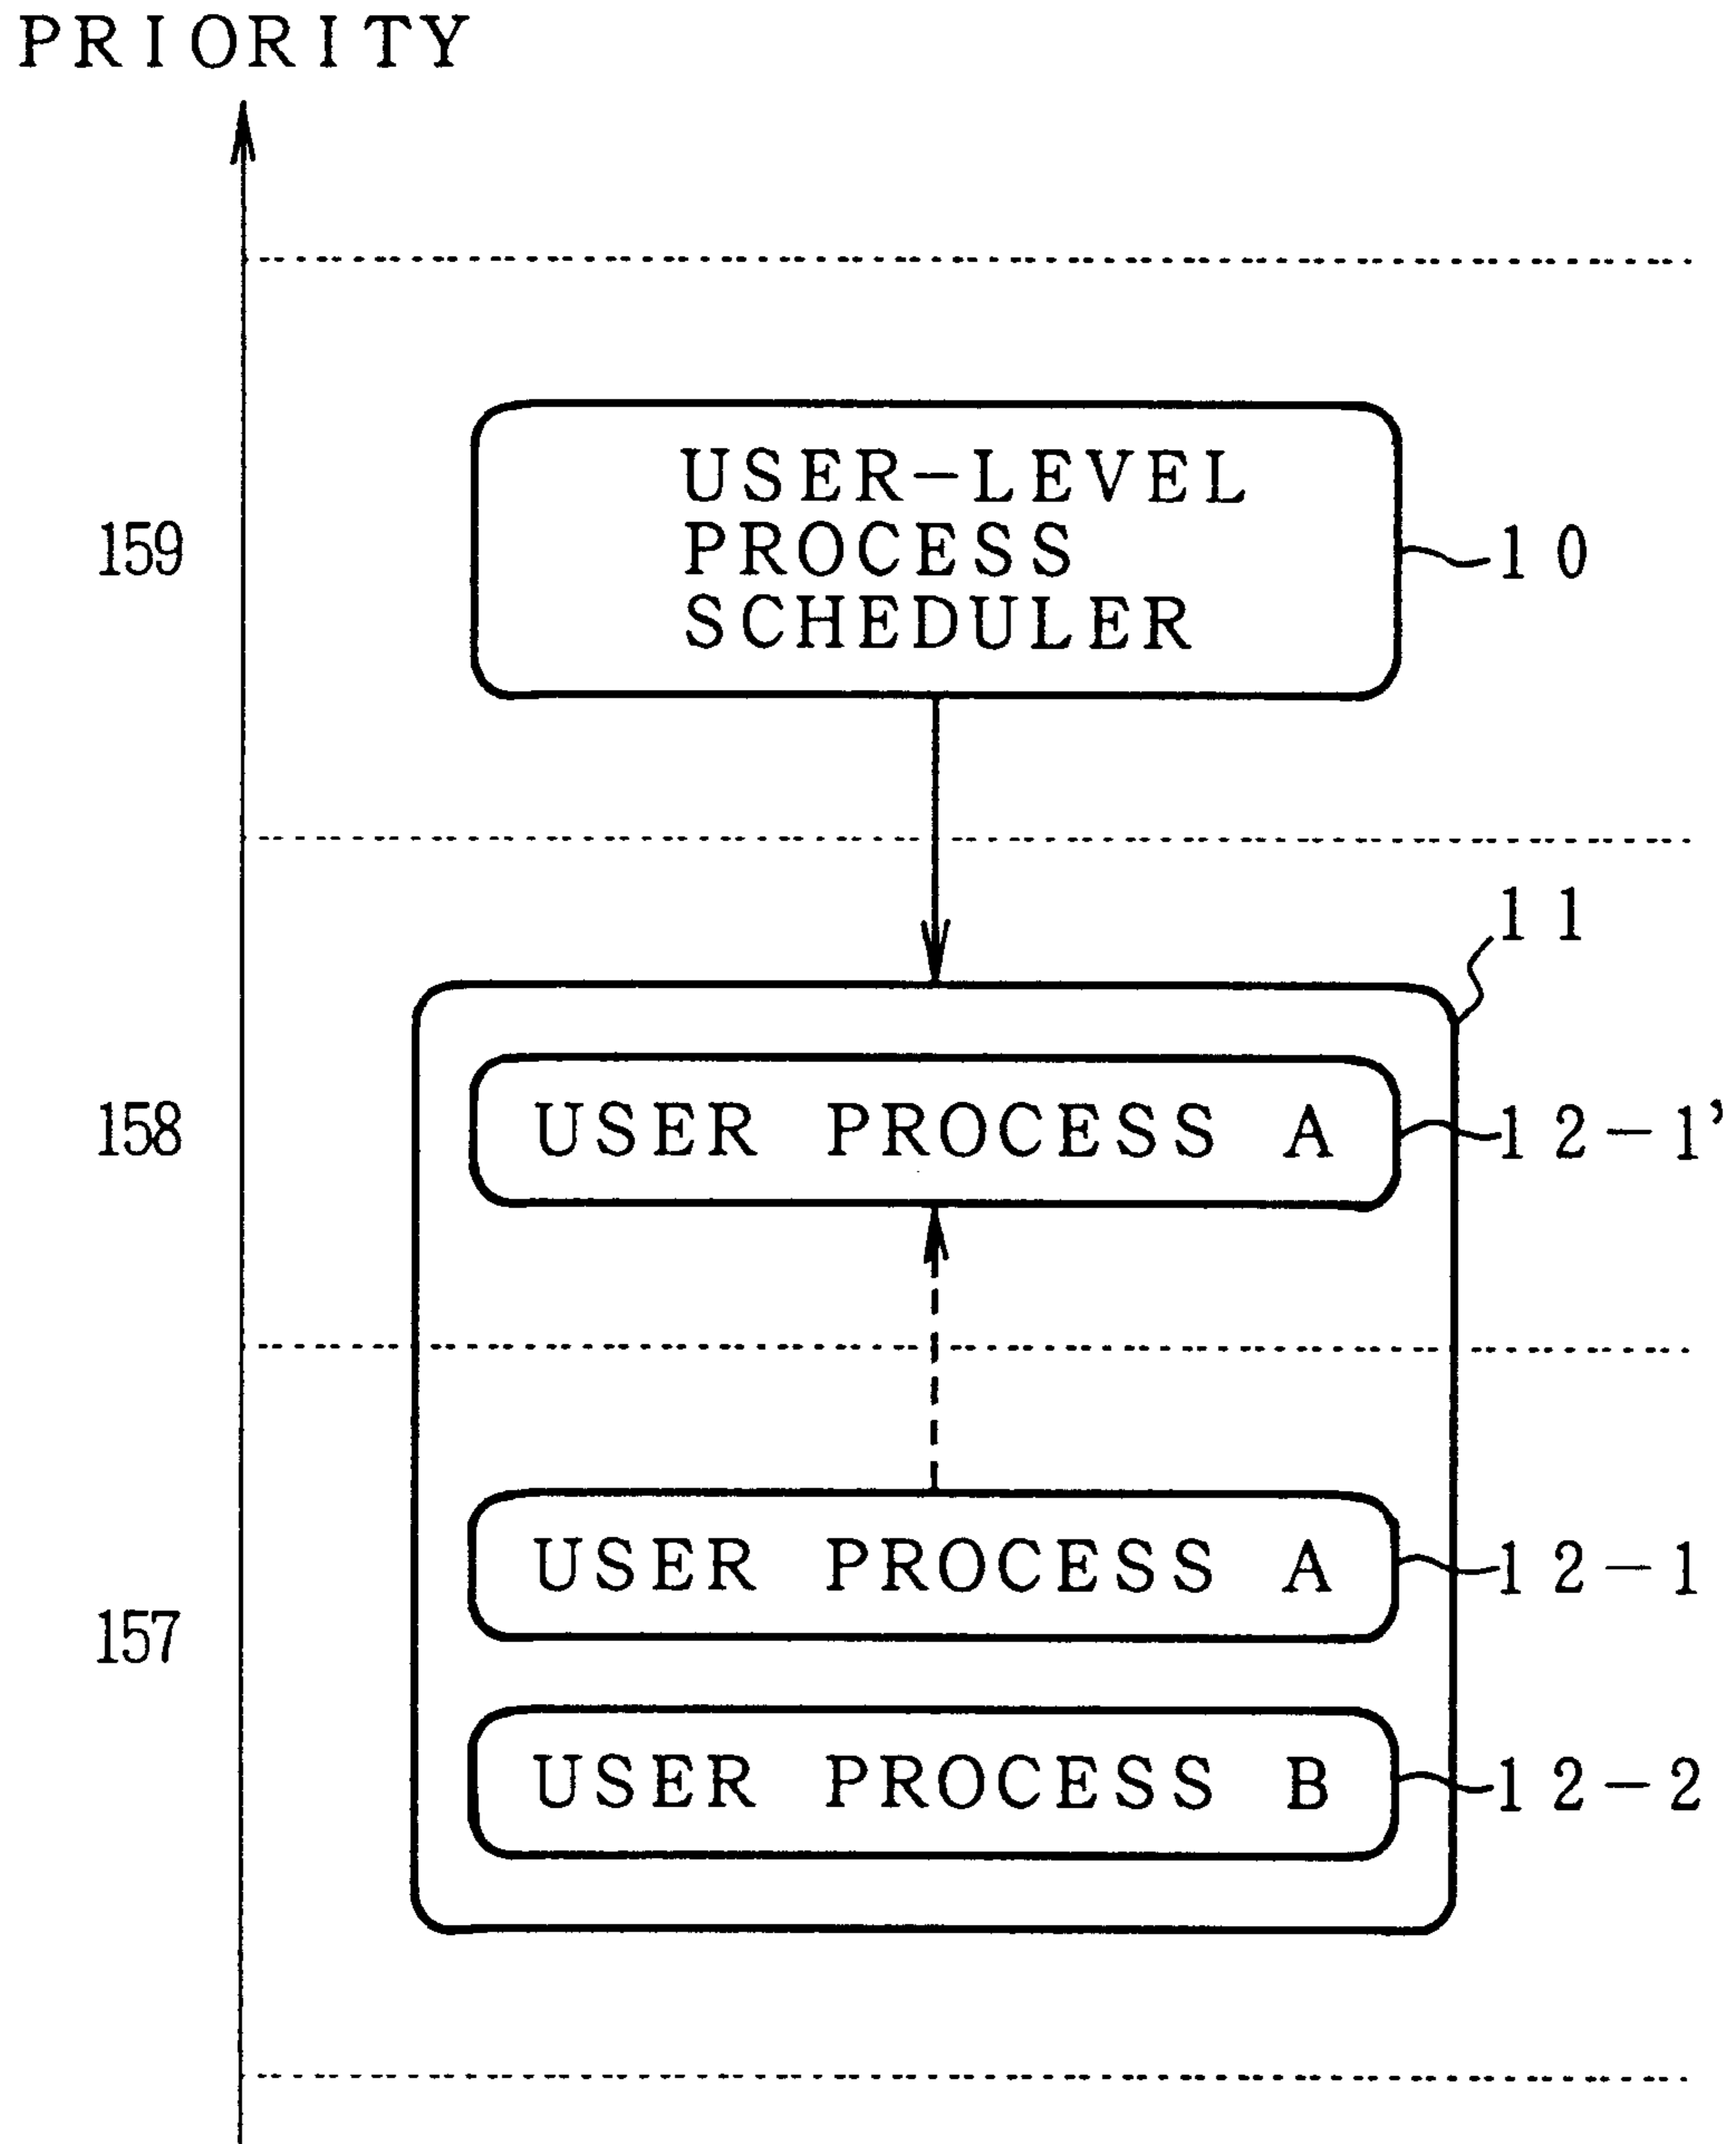 PRIORITY
USER-LEVEL
PROCESS
SCHEDULER
159
10
11
158
USER PROCESS A
12-1’
USER PROCESS A
12-1
157
USER PROCESS B
12-2